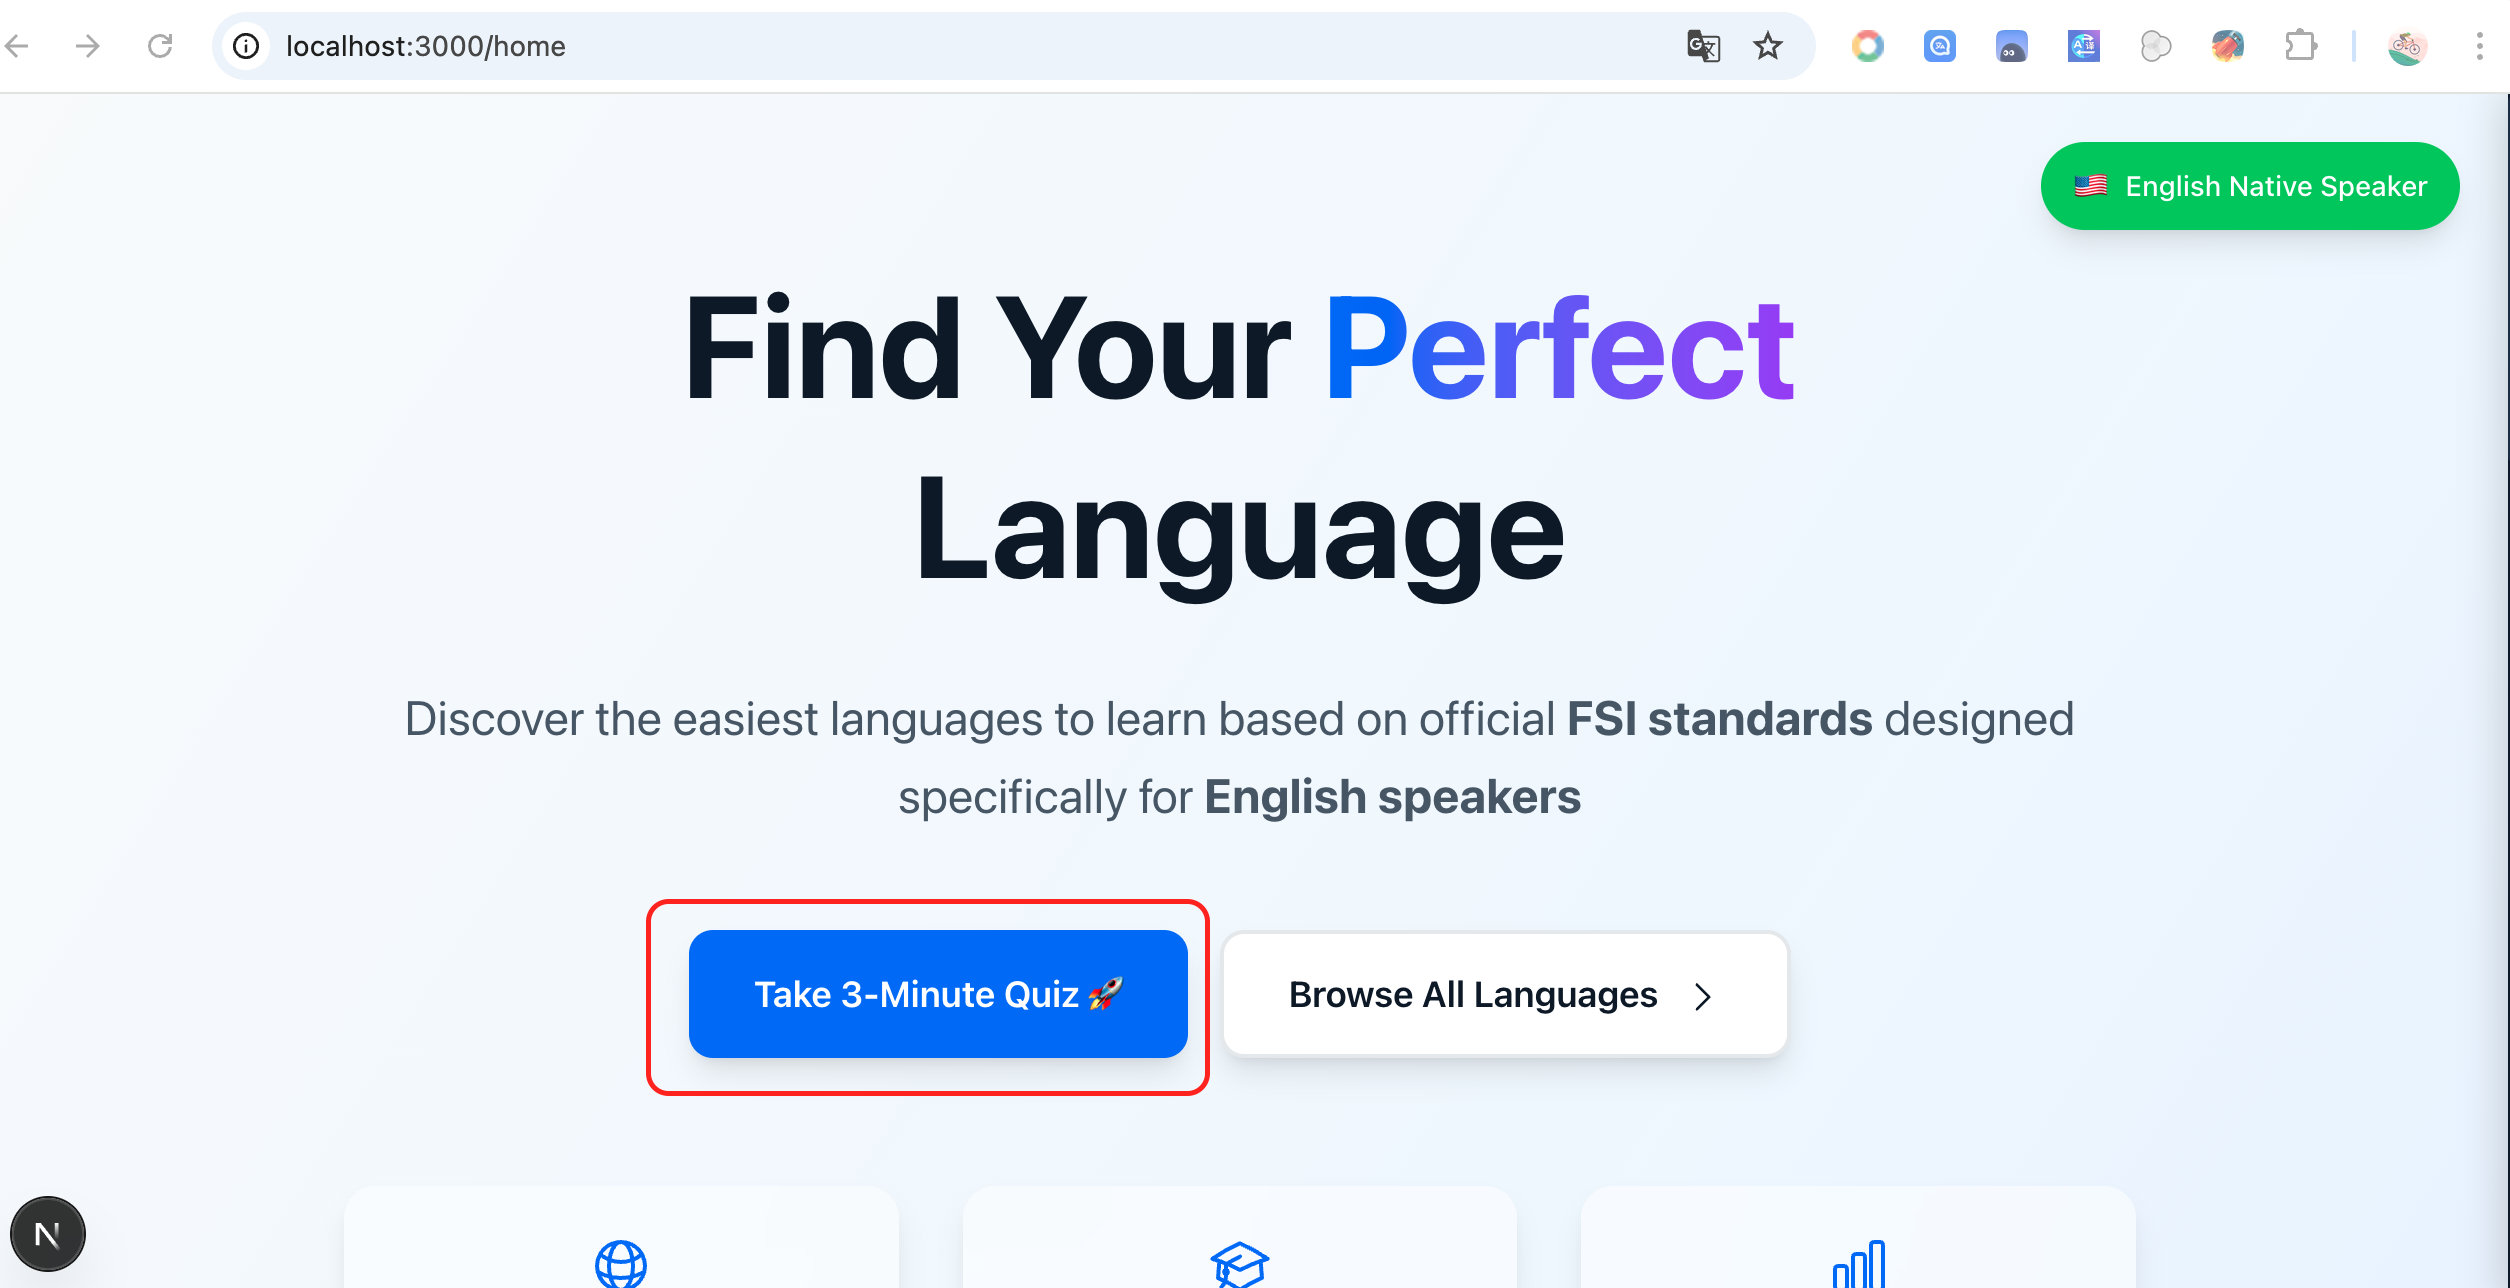 localhost:3000/home
🇺🇸 English Native Speaker
Find Your Perfect
Language
Discover the easiest languages to learn based on official FSI standards designed
specifically for English speakers
Take 3-Minute Quiz 🚀
Browse All Languages
N